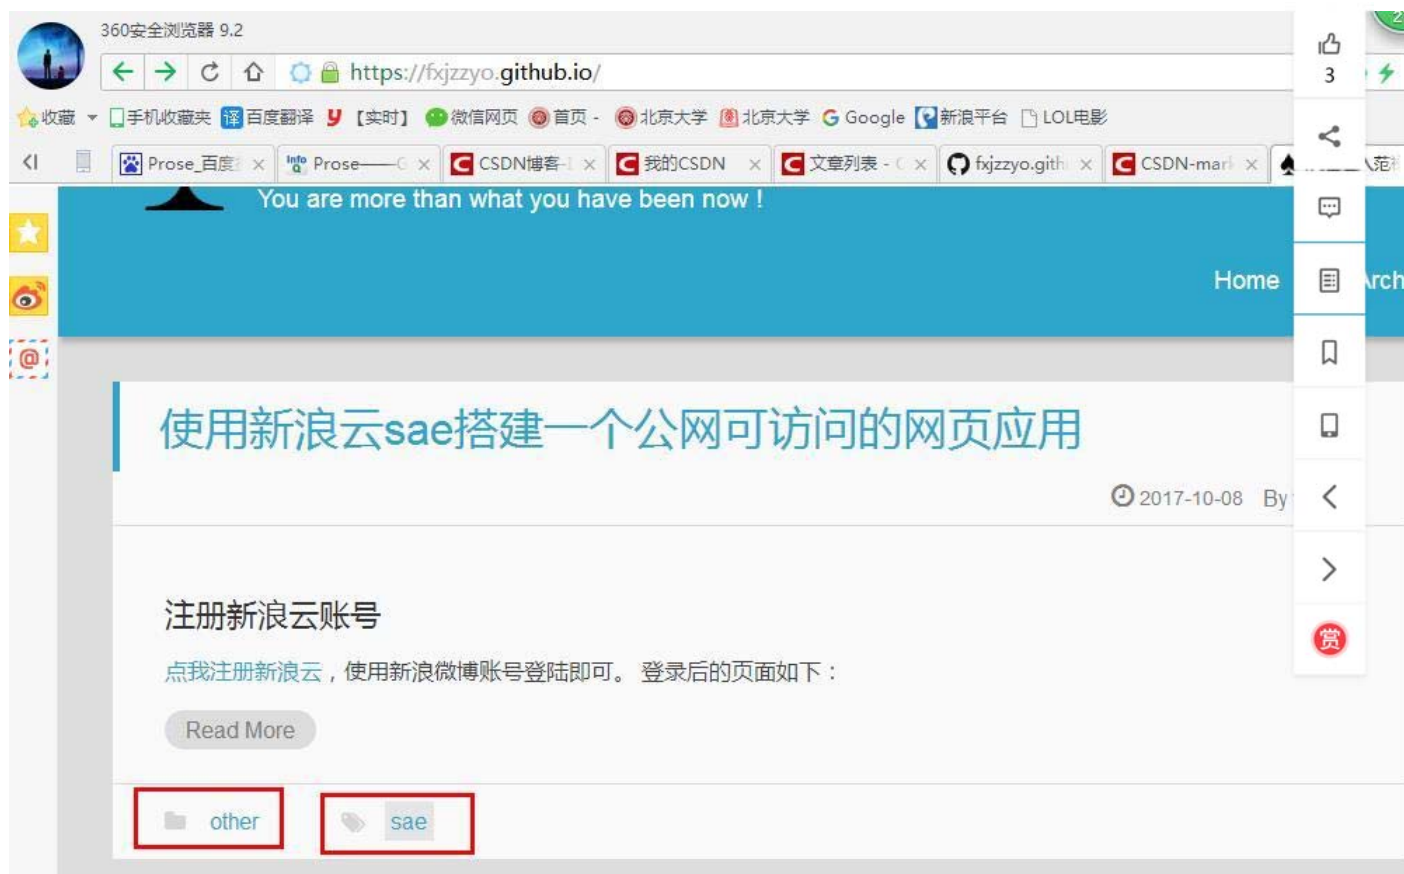 360安全浏览器 9.2
https://fxjzzyo.github.io/
收藏 手机收藏夹 译 百度翻译 【实时】 微信网页 首页 - 北京大学 北京大学 G Google 新浪平台 LOL电影
Prose_百度 Prose——G CSDN博客- 我的CSDN 文章列表 - C fxjzzyo.gith CSDN-mar
You are more than what you have been now !
Home Arch
使用新浪云sae搭建一个公网可访问的网页应用
2017-10-08 By
注册新浪云账号
点我注册新浪云，使用新浪微博账号登陆即可。 登录后的页面如下：
Read More
other sae
3
赏